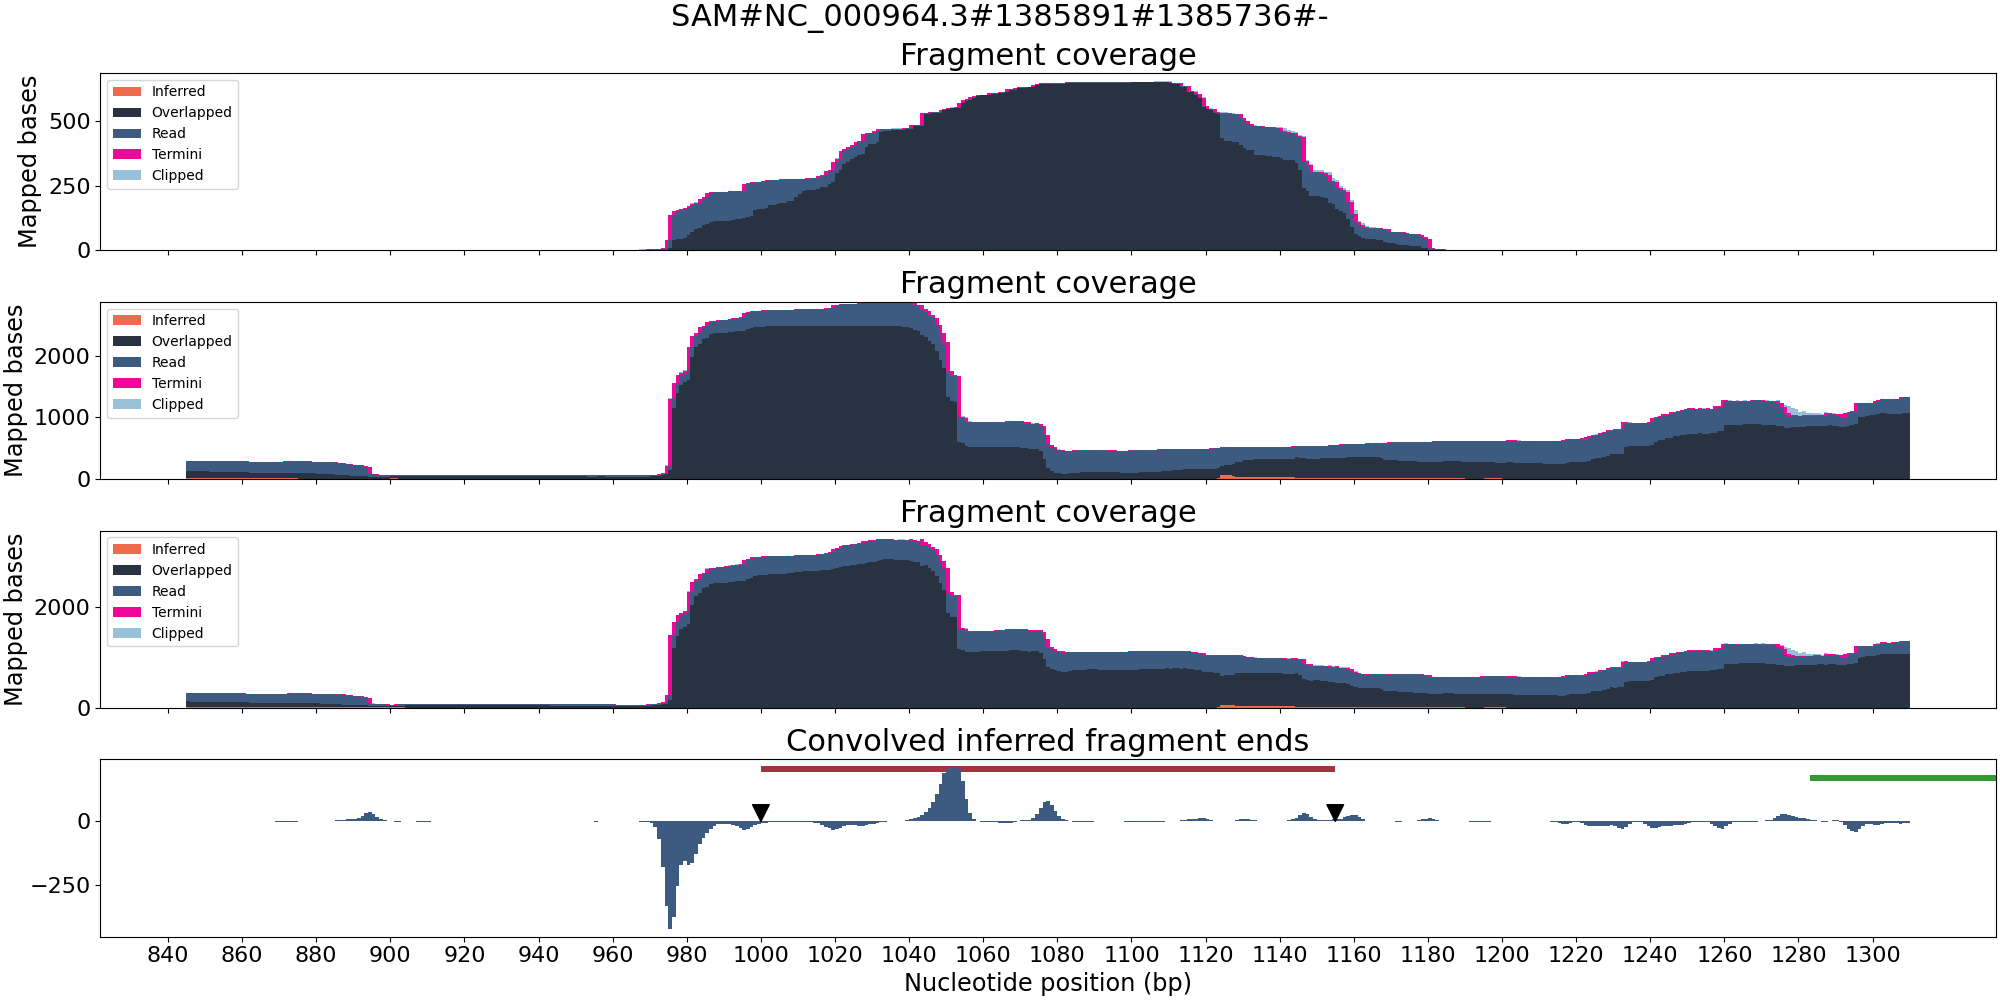 SAM#NC_000964.3#1385891#1385736#-
Fragment coverage
Mapped bases
500
250
0
Inferred
Overlapped
Read
Termini
Clipped
Fragment coverage
Mapped bases
2000
1000
0
Inferred
Overlapped
Read
Termini
Clipped
Fragment coverage
Mapped bases
2000
0
Inferred
Overlapped
Read
Termini
Clipped
Convolved inferred fragment ends
0
−250
840 860 880 900 920 940 960 980 1000 1020 1040 1060 1080 1100 1120 1140 1160 1180 1200 1220 1240 1260 1280 1300
Nucleotide position (bp)